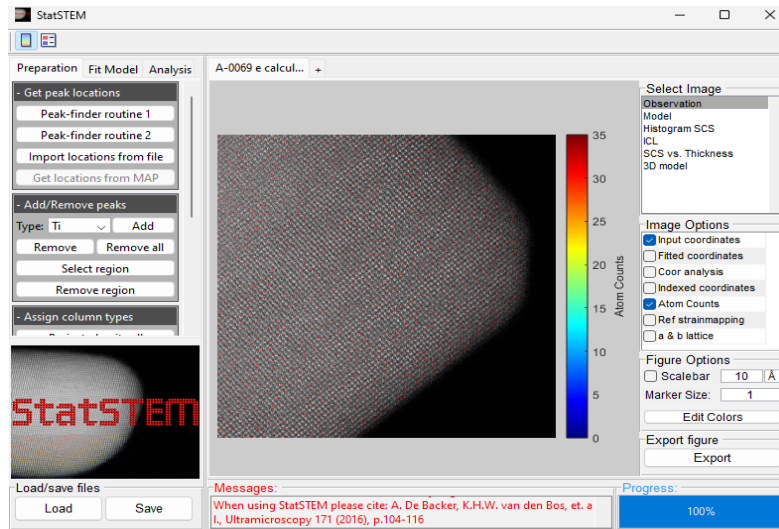 StatSTEM
Preparation
Fit Model
Analysis
- Get peak locations
Peak-finder routine 1
Peak-finder routine 2
Import locations from file
Get locations from MAP
- Add/Remove peaks
Type: Ti
Add
Remove
Remove all
Select region
Remove region
- Assign column types
StatSTEM
Load/save files
Load
Save
A-0069 e calcul...
+
35
30
25
20
15
10
5
0
Atom Counts
Messages:
When using StatSTEM please cite: A. De Backer, K.H.W. van den Bos, et. a
l., Ultramicroscopy 171 (2016), p.104-116
Select Image
Observation
Model
Histogram SCS
ICL
SCS vs. Thickness
3D model
Image Options
Input coordinates
Fitted coordinates
Coor analysis
Indexed coordinates
Atom Counts
Ref strainmapping
a & b lattice
Figure Options
Scalebar 10 Å
Marker Size: 1
Edit Colors
Export figure
Export
Progress:
100%